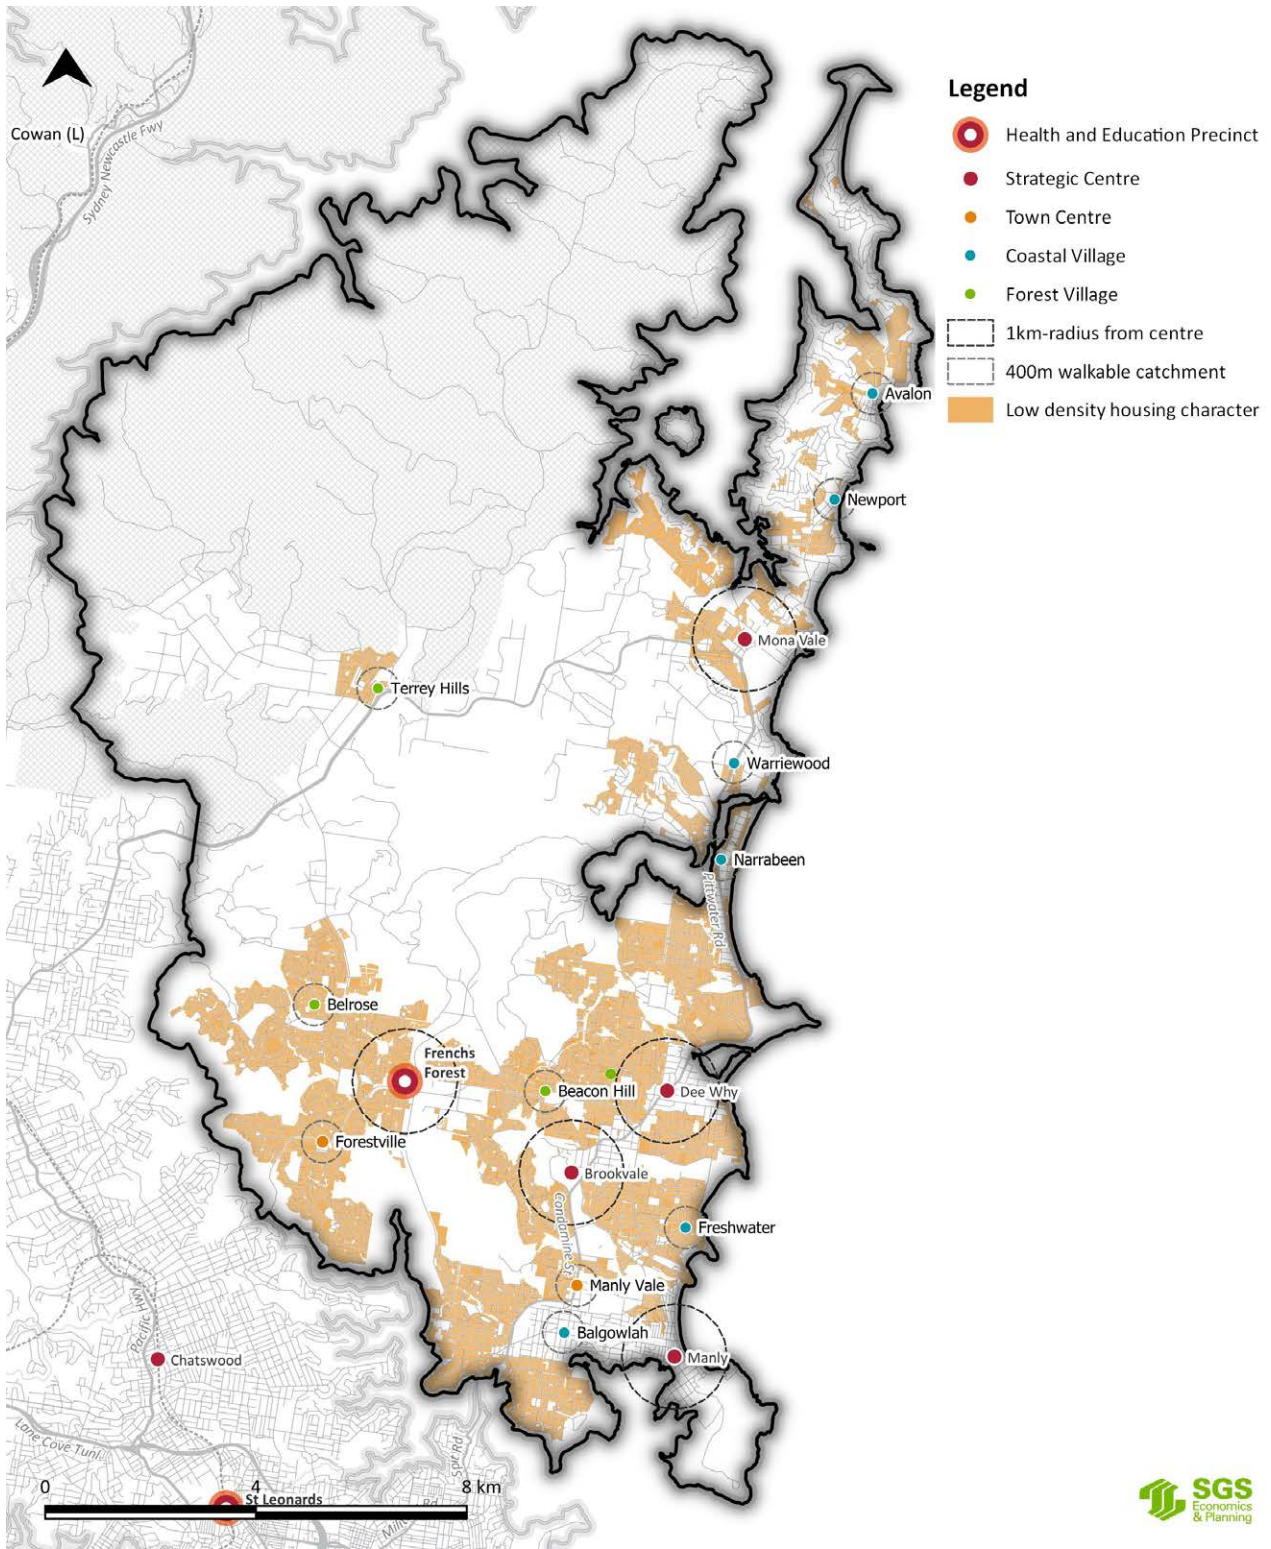 Legend
Health and Education Precinct
Strategic Centre
Town Centre
Coastal Village
Forest Village
1km-radius from centre
400m walkable catchment
Low density housing character
Cowan (L)
Sydney Newcastle Fwy
Avalon
Newport
Mona Vale
Terrey Hills
Warriewood
Narrabeen
Pittwater Rd
Belrose
Frenchs
Forest
Beacon Hill
Dee Why
Forestville
Brookvale
Condamine St
Freshwater
Manly Vale
Balgowlah
Manly
Pacific Hwy
Chatswood
Lane Cove Tunl
Spit Rd
St Leonards
0
4
8 km
SGS
Economics
& Planning